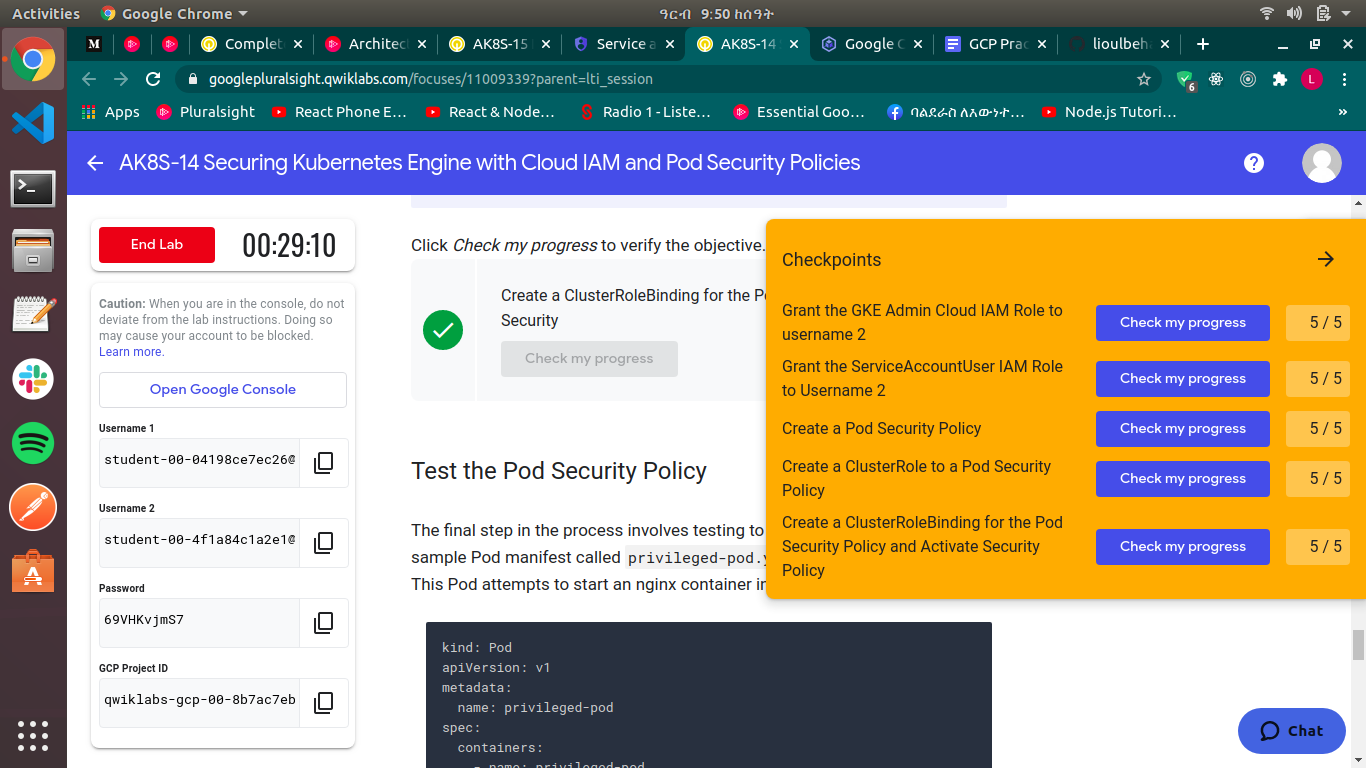 Activities
Google Chrome
ዓርብ 9:50 ከሰዓት
Complet
Architec
AK8S-15
Service a
AK8S-14
Google C
GCP Prac
lioulbeha
googlepluralsight.qwiklabs.com/focuses/11009339?parent=lti_session
6
L
Apps
Pluralsight
React Phone E...
React & Node...
Radio 1 - Liste...
Essential Goo...
ባልደራስ ለእውነት...
Node.js Tutori...
»
AK8S-14 Securing Kubernetes Engine with Cloud IAM and Pod Security Policies
End Lab
00:29:10
Caution: When you are in the console, do not
deviate from the lab instructions. Doing so
may cause your account to be blocked.
Learn more.
Open Google Console
Username 1
student-00-04198ce7ec26@
Username 2
student-00-4f1a84c1a2e1@
Password
69VHKvjmS7
GCP Project ID
qwiklabs-gcp-00-8b7ac7eb
Click Check my progress to verify the objective.
Create a ClusterRoleBinding for the Po
Security
Check my progress
Test the Pod Security Policy
The final step in the process involves testing to
sample Pod manifest called privileged-pod.y
This Pod attempts to start an nginx container in
kind: Pod
apiVersion: v1
metadata:
name: privileged-pod
spec:
containers:
- name: privileged-pod
Checkpoints
Grant the GKE Admin Cloud IAM Role to
username 2
Check my progress
5 / 5
Grant the ServiceAccountUser IAM Role
to Username 2
Check my progress
5 / 5
Create a Pod Security Policy
Check my progress
5 / 5
Create a ClusterRole to a Pod Security
Policy
Check my progress
5 / 5
Create a ClusterRoleBinding for the Pod
Security Policy and Activate Security
Policy
Check my progress
5 / 5
Chat